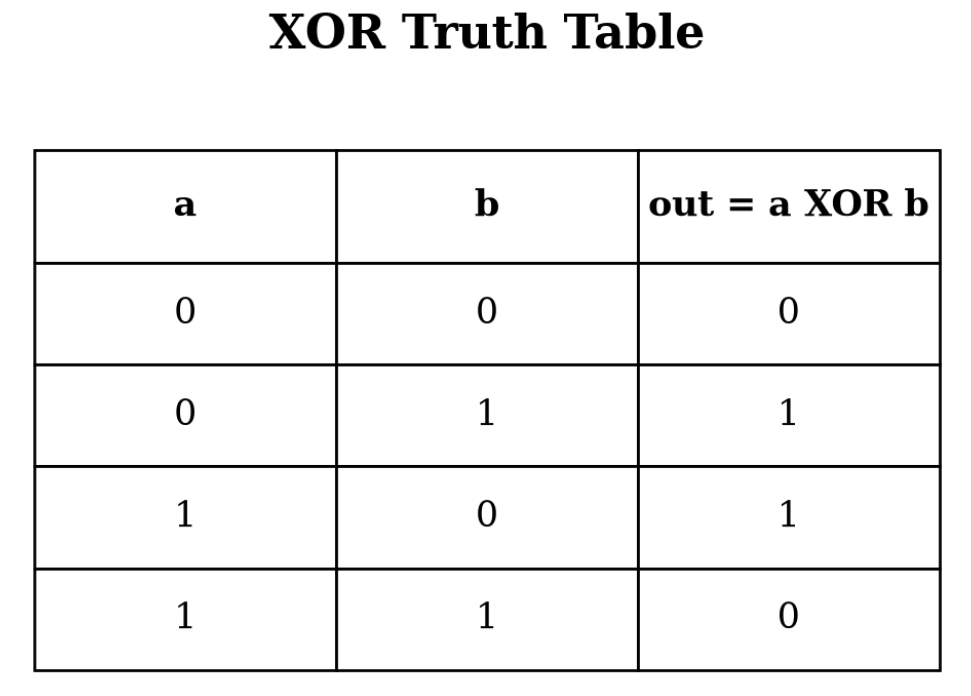 XOR Truth Table
a b out = a XOR b
0 0 0
0 1 1
1 0 1
1 1 0